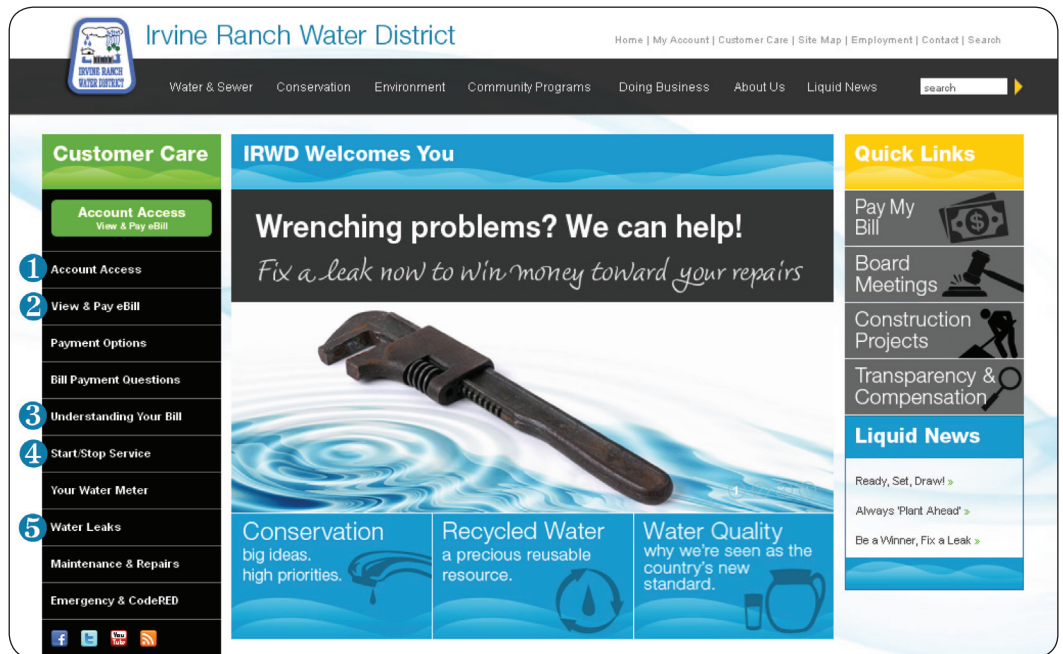 IRVINE RANCH
WATER DISTRICT
Irvine Ranch Water District
Home | My Account | Customer Care | Site Map | Employment | Contact | Search
Water & Sewer Conservation Environment Community Programs Doing Business About Us Liquid News search
Customer Care
Account Access
View & Pay eBill
1 Account Access
2 View & Pay eBill
Payment Options
Bill Payment Questions
3 Understanding Your Bill
4 Start/Stop Service
Your Water Meter
5 Water Leaks
Maintenance & Repairs
Emergency & CodeRED
You
Tube
IRWD Welcomes You
Wrenching problems? We can help!
Fix a leak now to win money toward your repairs
Conservation
big ideas.
high priorities.
Recycled Water
a precious reusable
resource.
Water Quality
why we're seen as the
country's new
standard.
Quick Links
Pay My
Bill
Board
Meetings
Construction
Projects
Transparency &
Compensation
Liquid News
Ready, Set, Draw! »
Always 'Plant Ahead' »
Be a Winner, Fix a Leak »